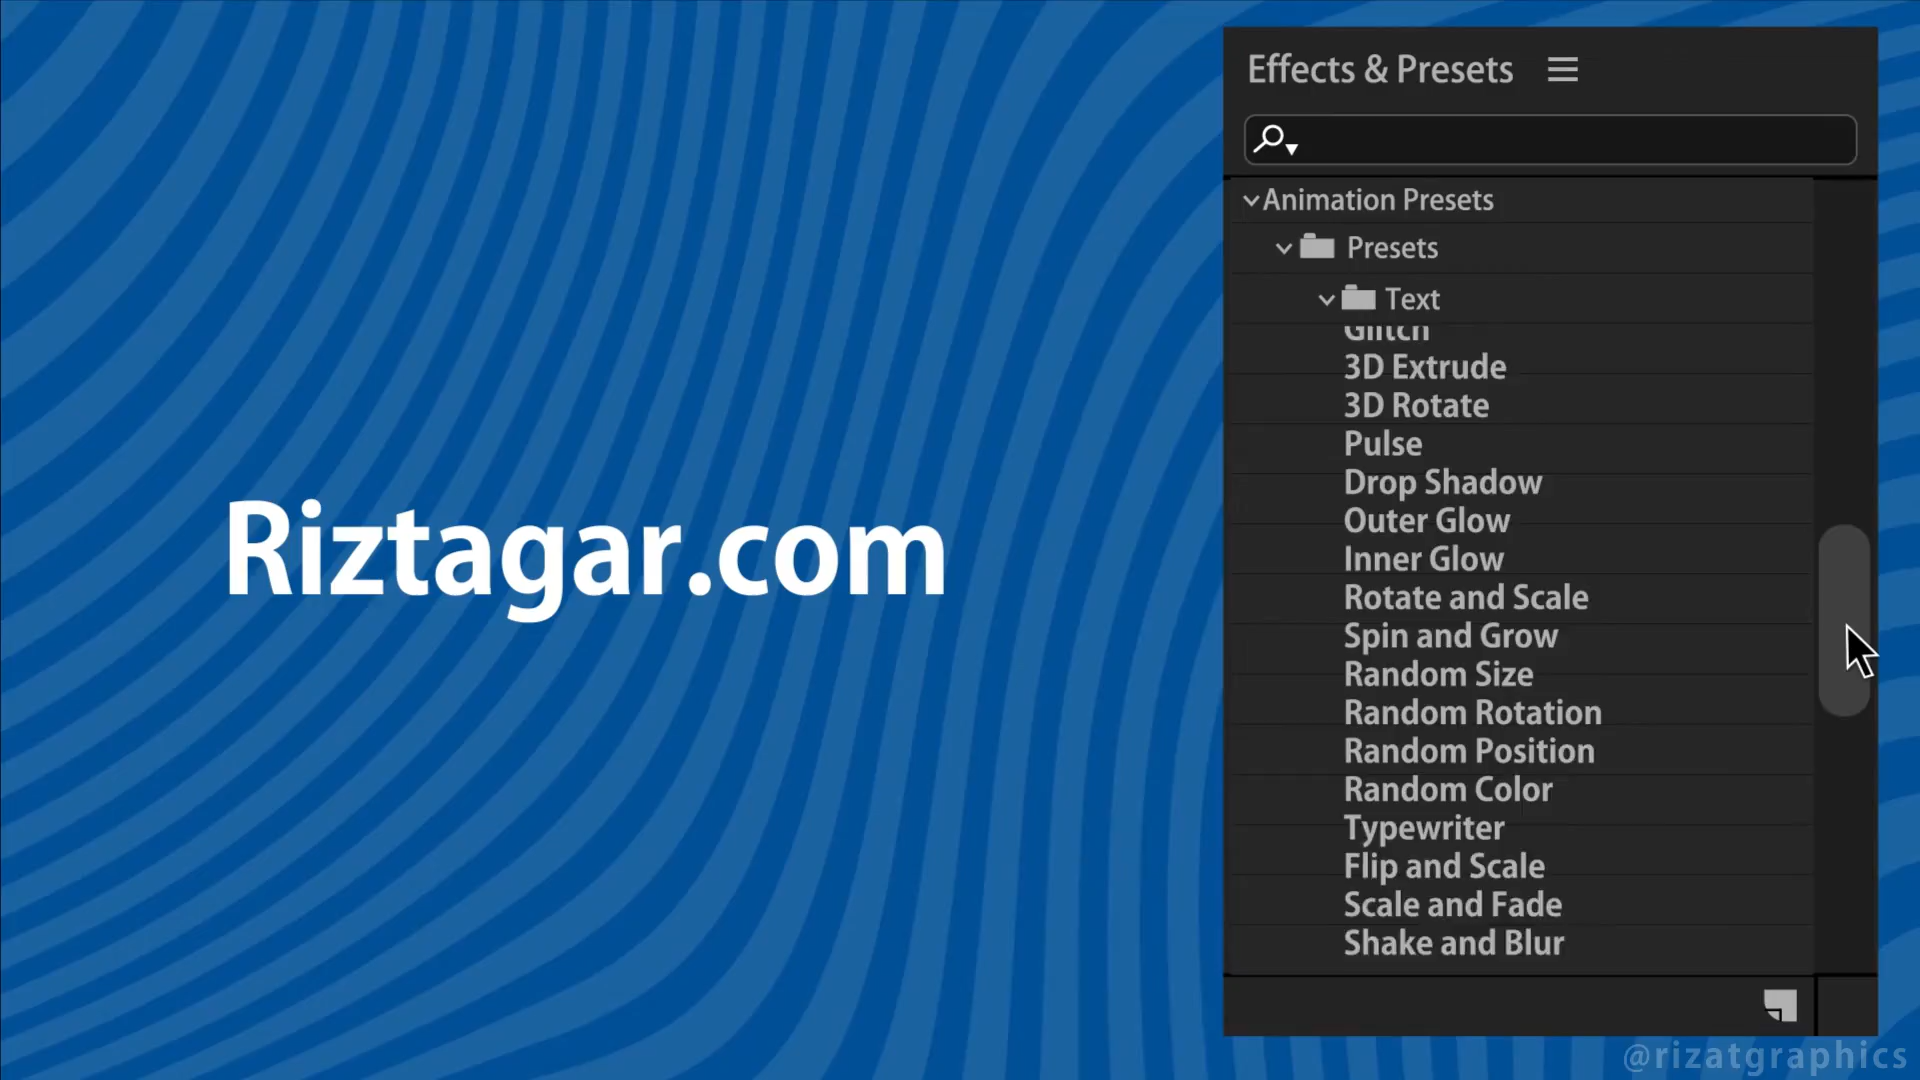 Effects & Presets
Animation Presets
Presets
Text
Glitch
3D Extrude
3D Rotate
Pulse
Drop Shadow
Outer Glow
Inner Glow
Rotate and Scale
Spin and Grow
Random Size
Random Rotation
Random Position
Random Color
Typewriter
Flip and Scale
Scale and Fade
Shake and Blur
Riztagar.com
@rizatgraphics